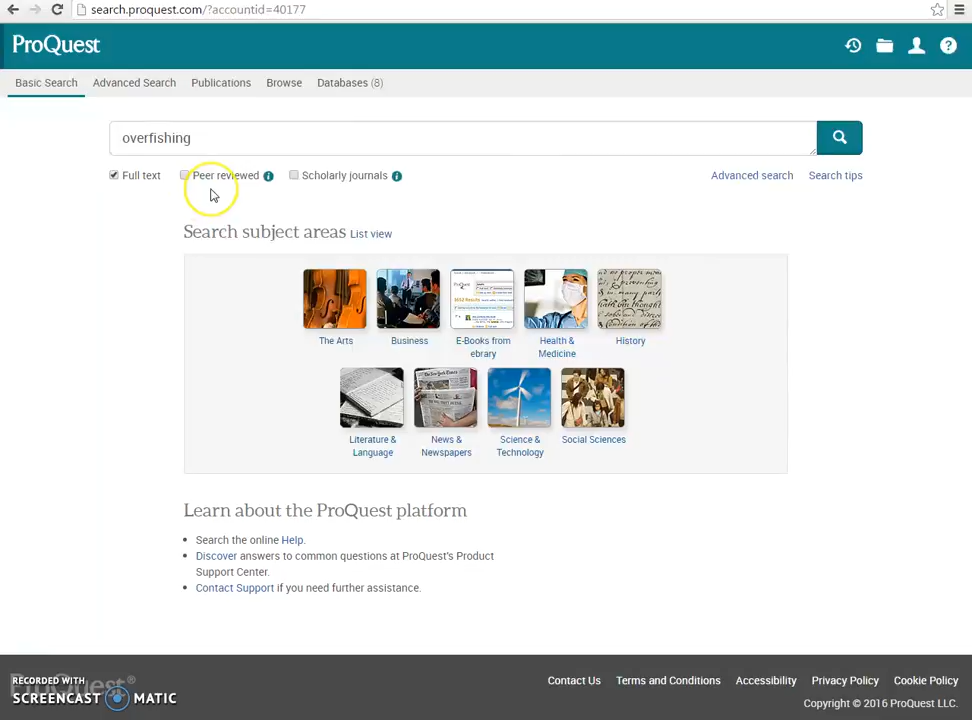 search.proquest.com/?accountid=40177
ProQuest
Basic Search Advanced Search Publications Browse Databases (8)
overfishing
Full text Peer reviewed Scholarly journals Advanced search Search tips
Search subject areas List view
The Arts Business E-Books from ebrary Health & Medicine History
Literature & Language News & Newspapers Science & Technology Social Sciences
Learn about the ProQuest platform
• Search the online Help.
• Discover answers to common questions at ProQuest's Product
Support Center.
• Contact Support if you need further assistance.
ProQuest®
RECORDED WITH
SCREENCAST MATIC
Contact Us Terms and Conditions Accessibility Privacy Policy Cookie Policy
Copyright © 2016 ProQuest LLC.